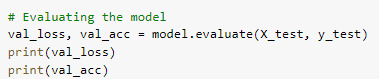 # Evaluating the model
val_loss, val_acc = model.evaluate(X_test, y_test)
print(val_loss)
print(val_acc)